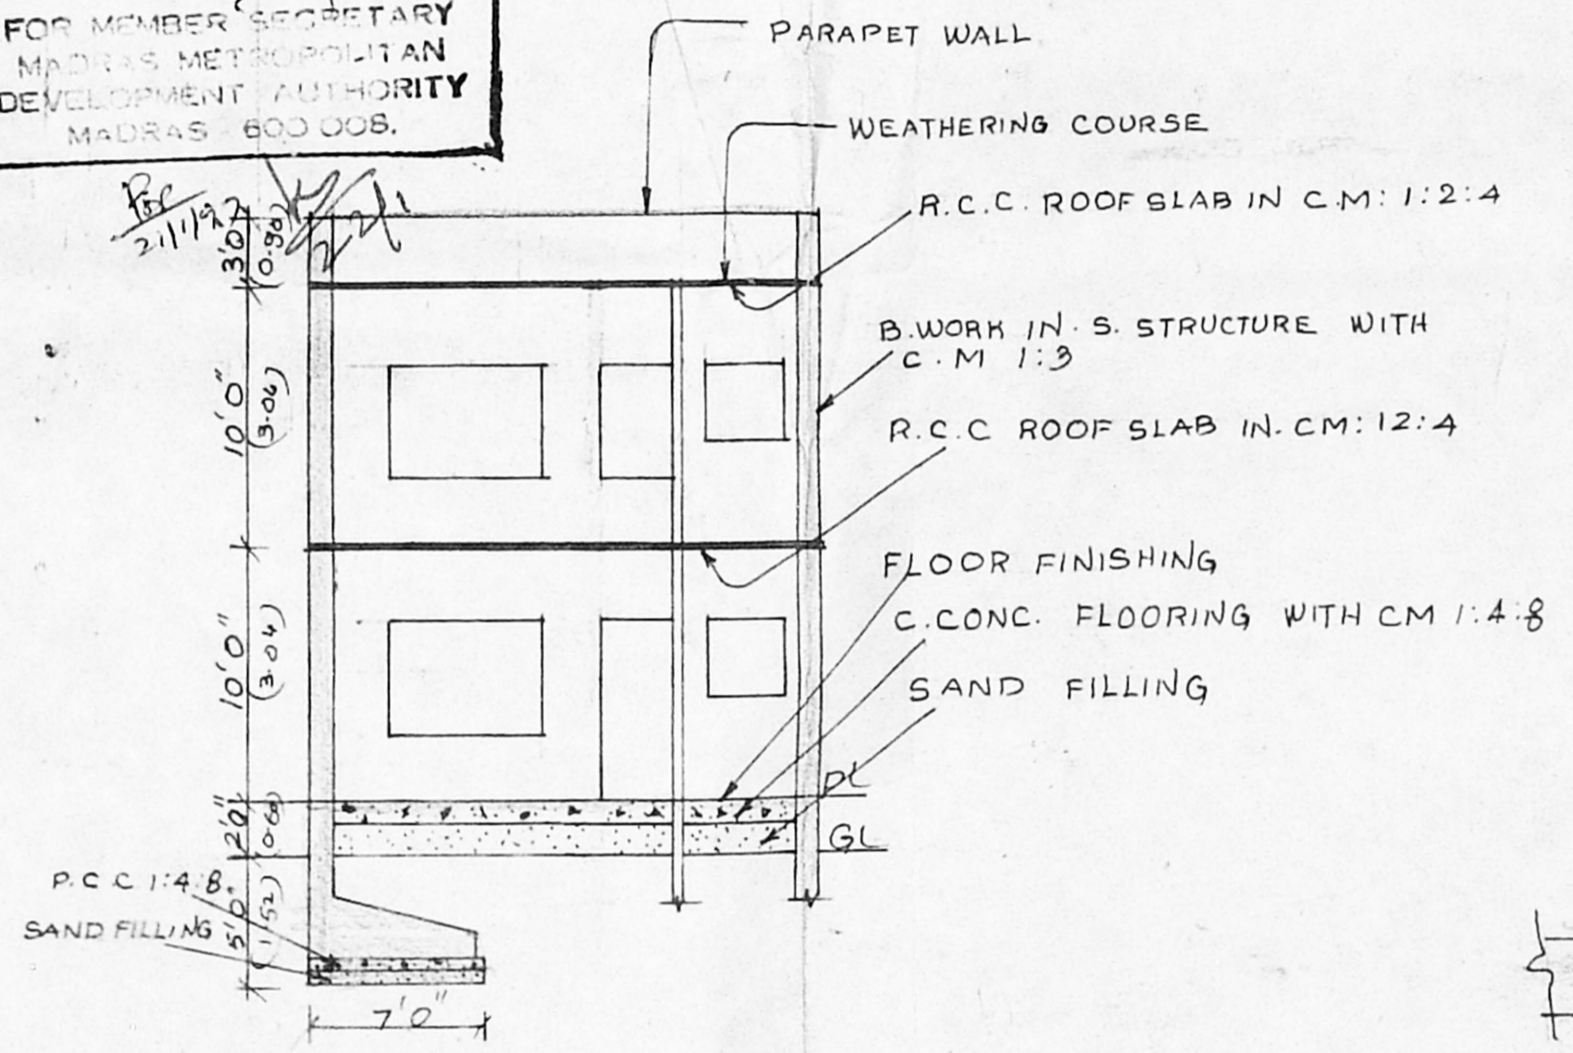 FOR MEMBER SECRETARY
MADRAS METROPOLITAN
DEVELOPMENT AUTHORITY
MADRAS 600 008.
PARAPET WALL
WEATHERING COURSE
R.C.C. ROOF SLAB IN C.M: 1:2:4
B.WORK IN. S. STRUCTURE WITH
C.M 1:3
R.C.C ROOF SLAB IN. CM: 12:4
FLOOR FINISHING
C.CONC. FLOORING WITH CM 1:4:8
SAND FILLING
PL
GL
3'0"
(0.90)
10'0"
(3.04)
10'0"
(3.04)
2'0"
(0.60)
5'0"
(1.52)
P.C.C 1:4:8.
SAND FILLING
7'0"